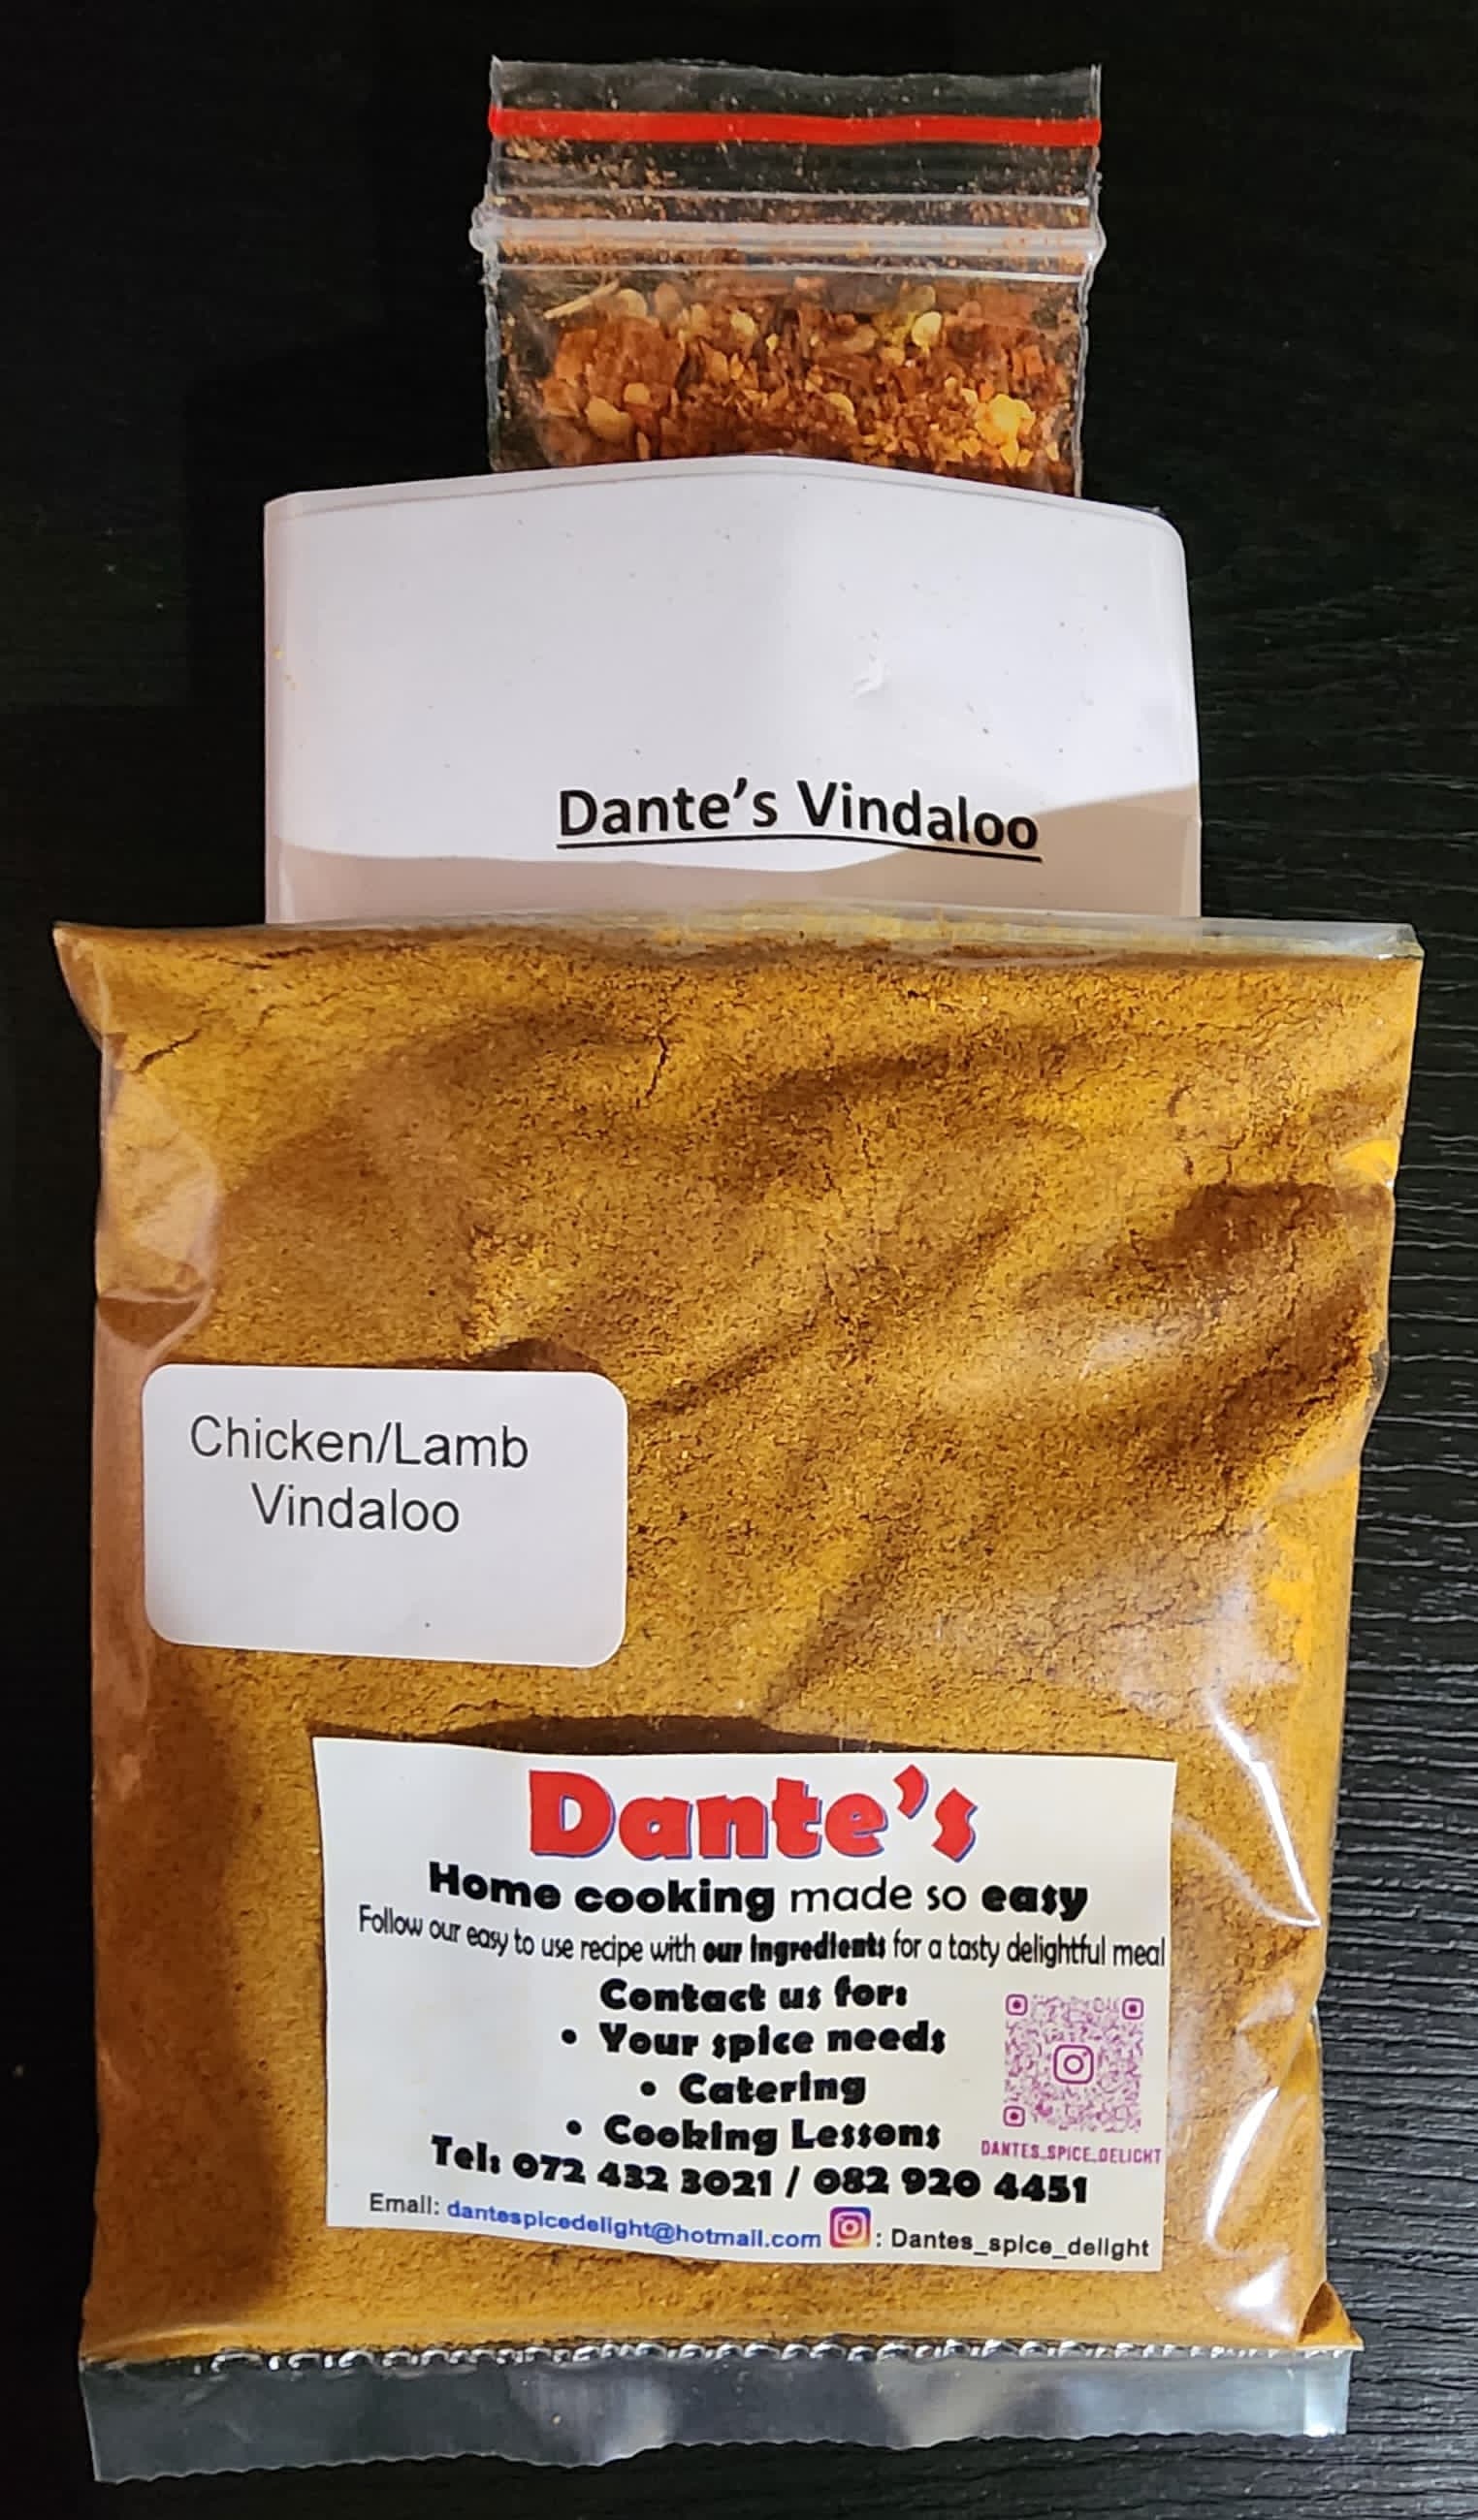 Dante's Vindaloo
Chicken/Lamb
Vindaloo
Dante's
Home cooking made so easy
Follow our easy to use recipe with our ingredients for a tasty delightful meal
Contact us for:
• Your spice needs
• Catering
• Cooking Lessons
DANTES_SPICE_DELIGHT
Tel: 072 432 3021 / 082 920 4451
Email: dantespicedelight@hotmail.com : Dantes_spice_delight